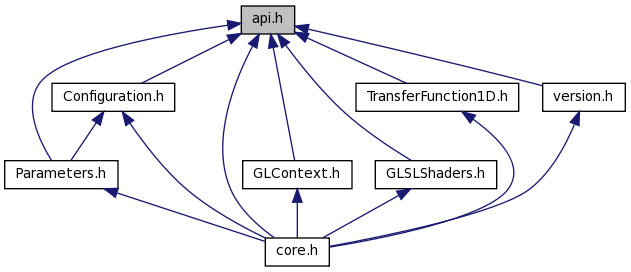 api.h
Configuration.h
TransferFunction1D.h
version.h
Parameters.h
GLContext.h
GLSLShaders.h
core.h